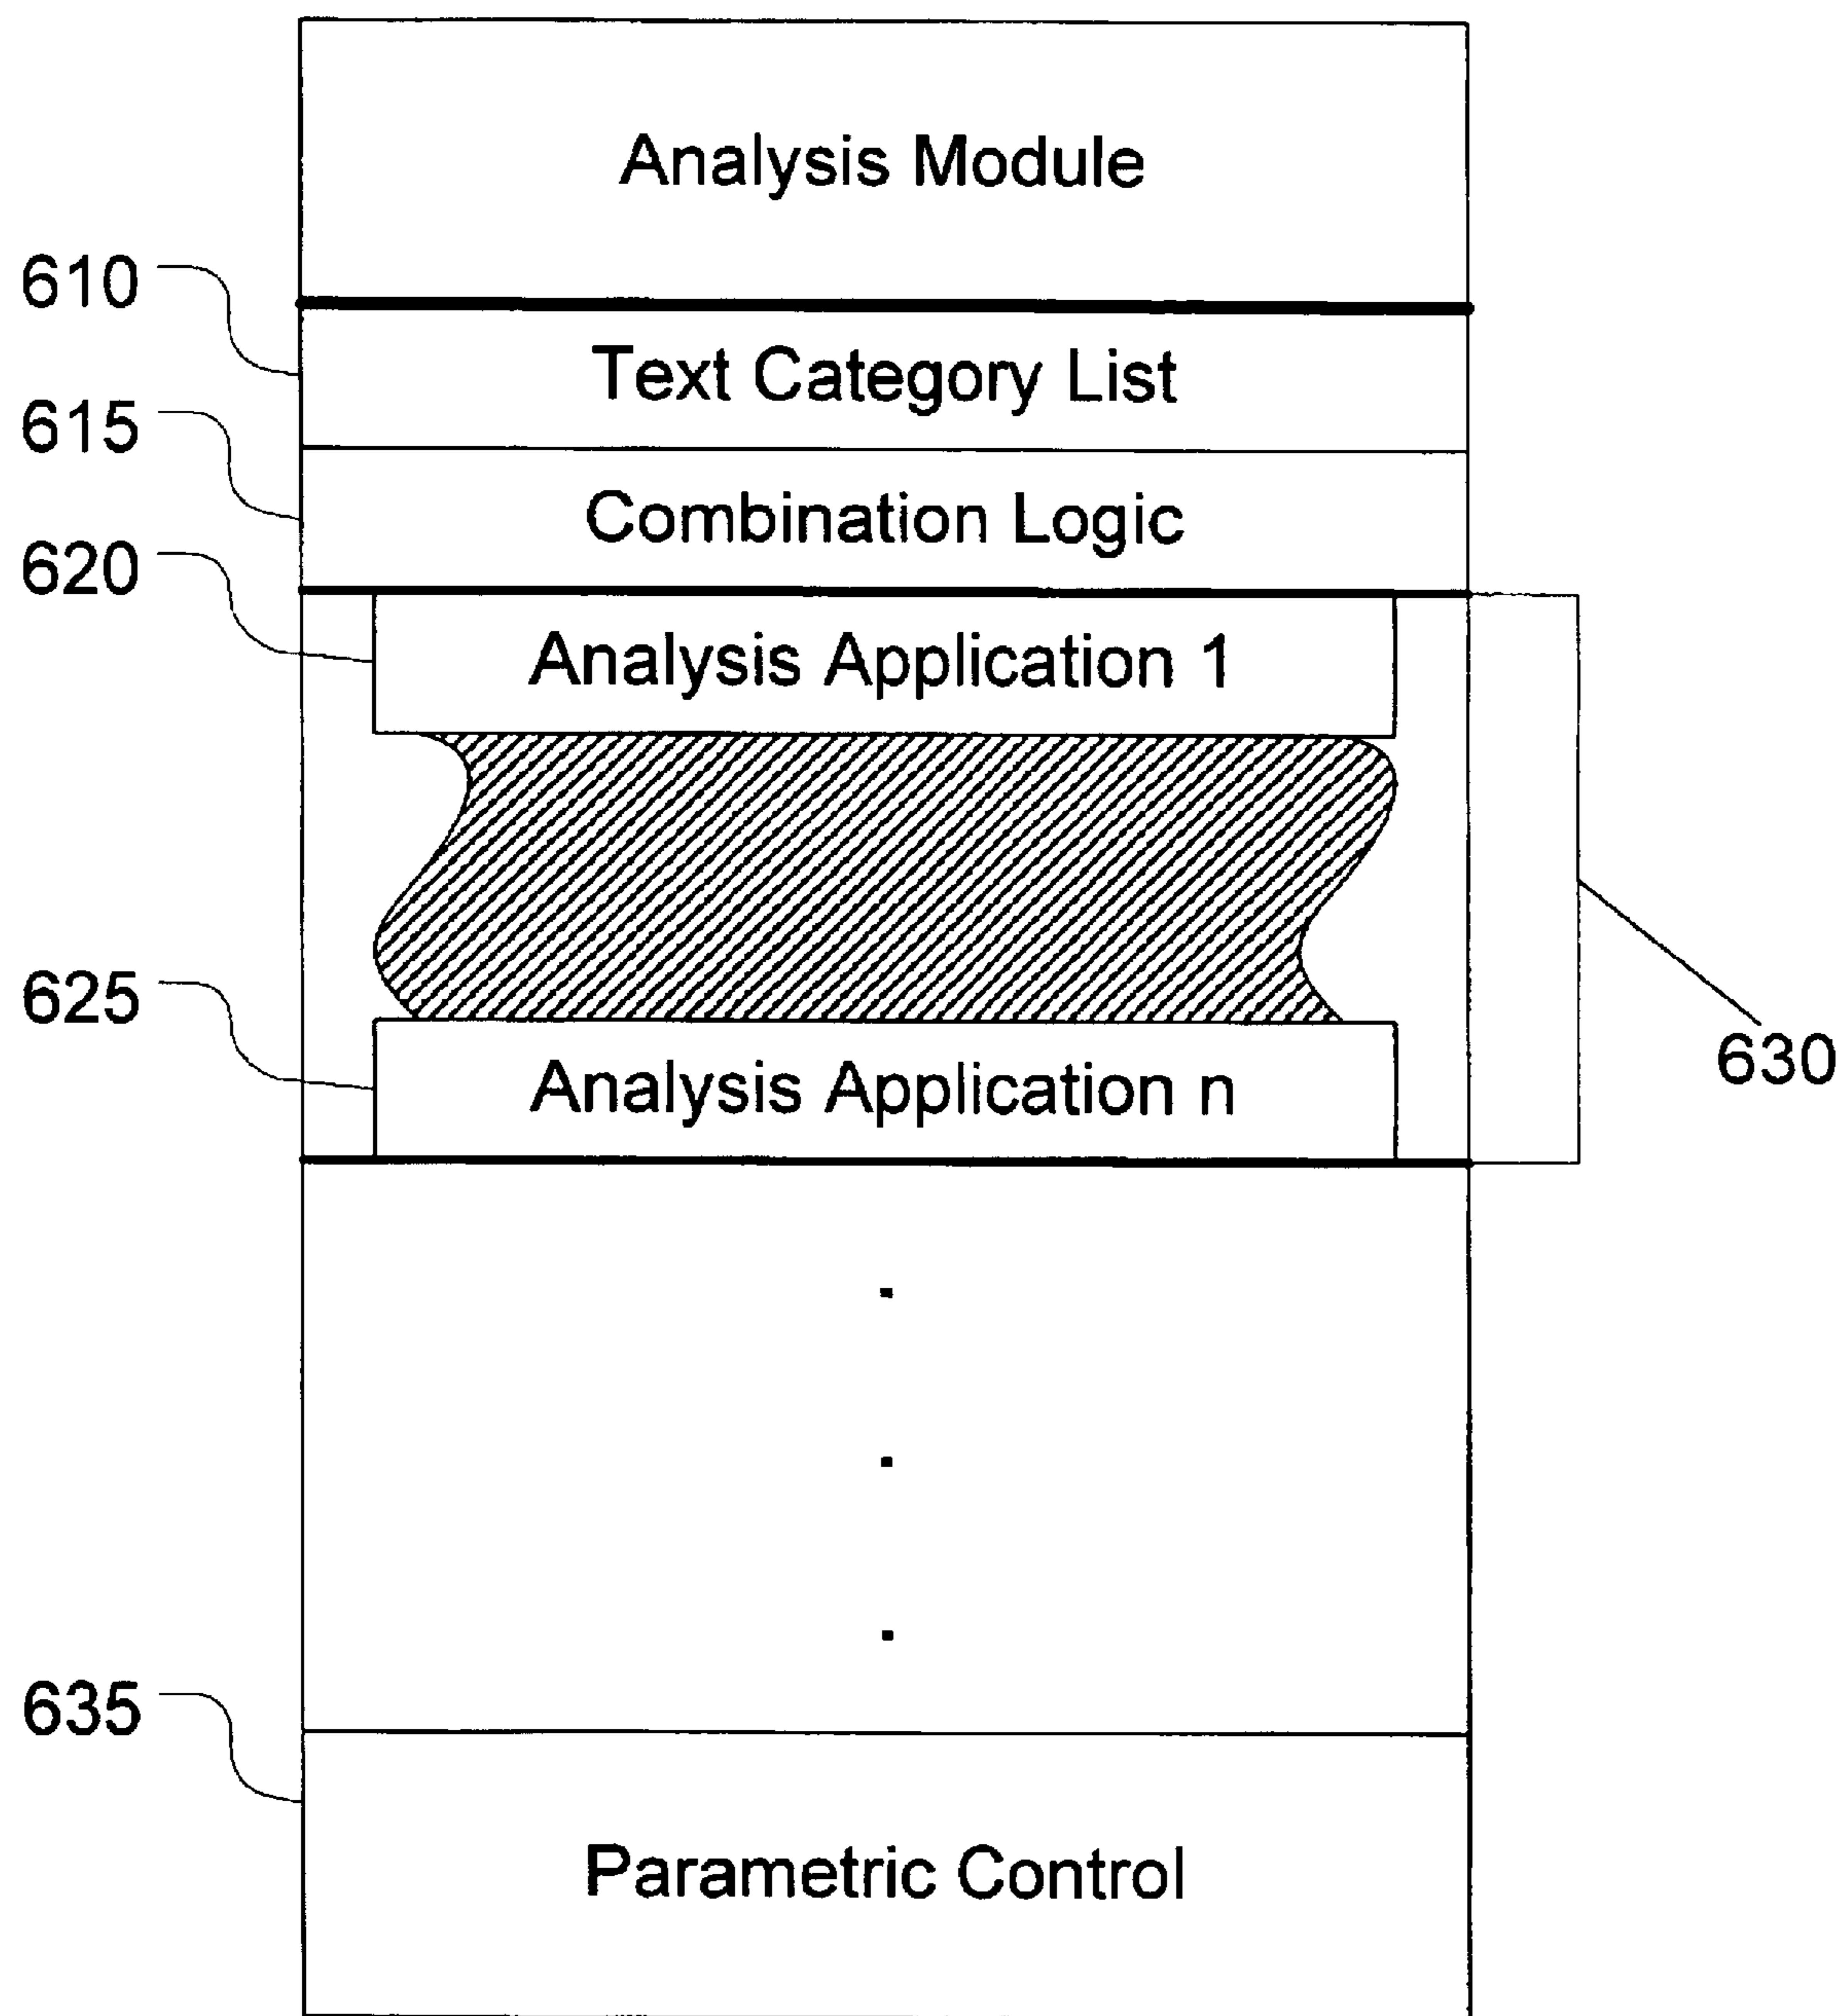 Analysis Module
610
Text Category List
615
Combination Logic
620
Analysis Application 1
625
Analysis Application n
630
.
.
.
635
Parametric Control